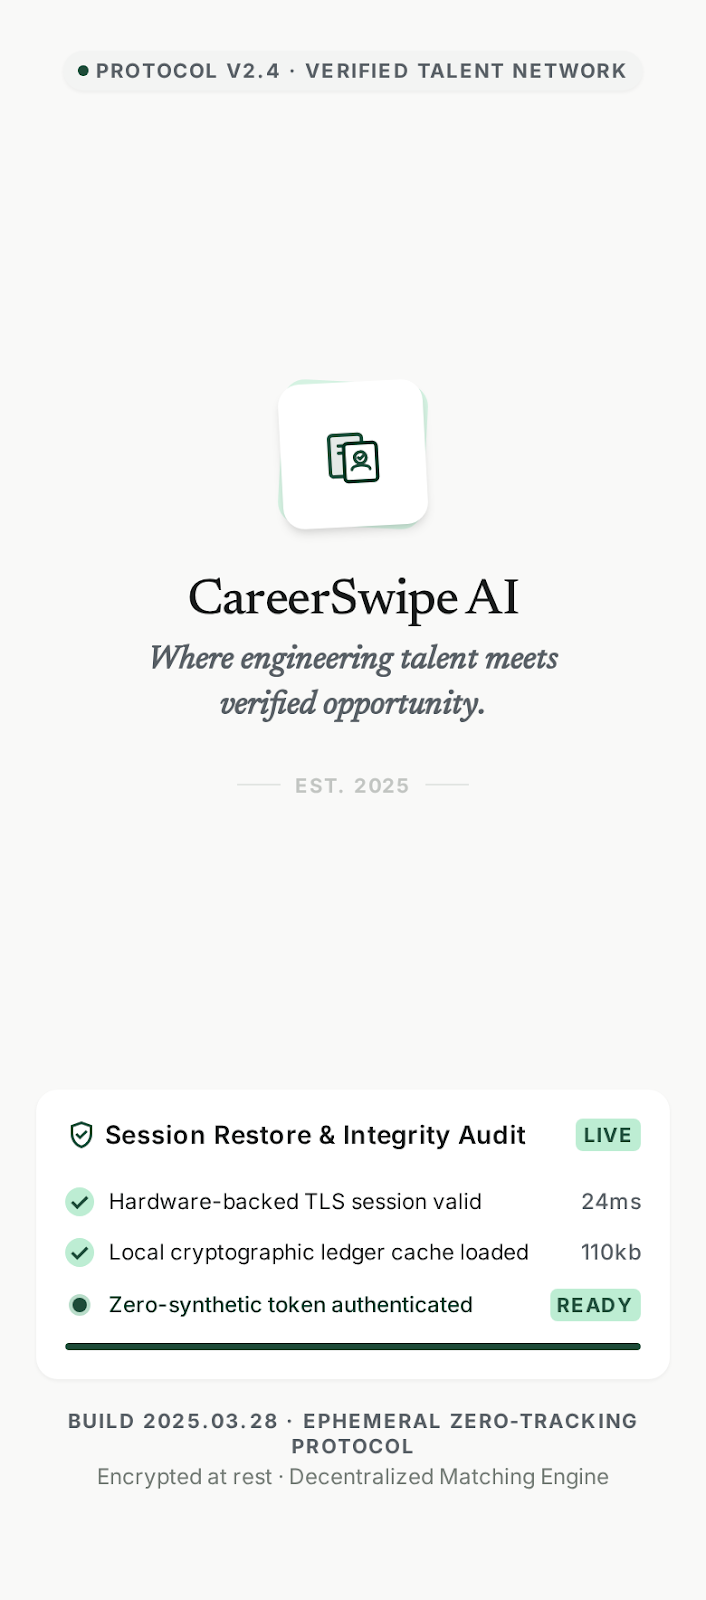 PROTOCOL V2.4 · VERIFIED TALENT NETWORK
CareerSwipe AI
Where engineering talent meets
verified opportunity.
EST. 2025
Session Restore & Integrity Audit LIVE
Hardware-backed TLS session valid 24ms
Local cryptographic ledger cache loaded 110kb
Zero-synthetic token authenticated READY
BUILD 2025.03.28 · EPHEMERAL ZERO-TRACKING
PROTOCOL
Encrypted at rest · Decentralized Matching Engine